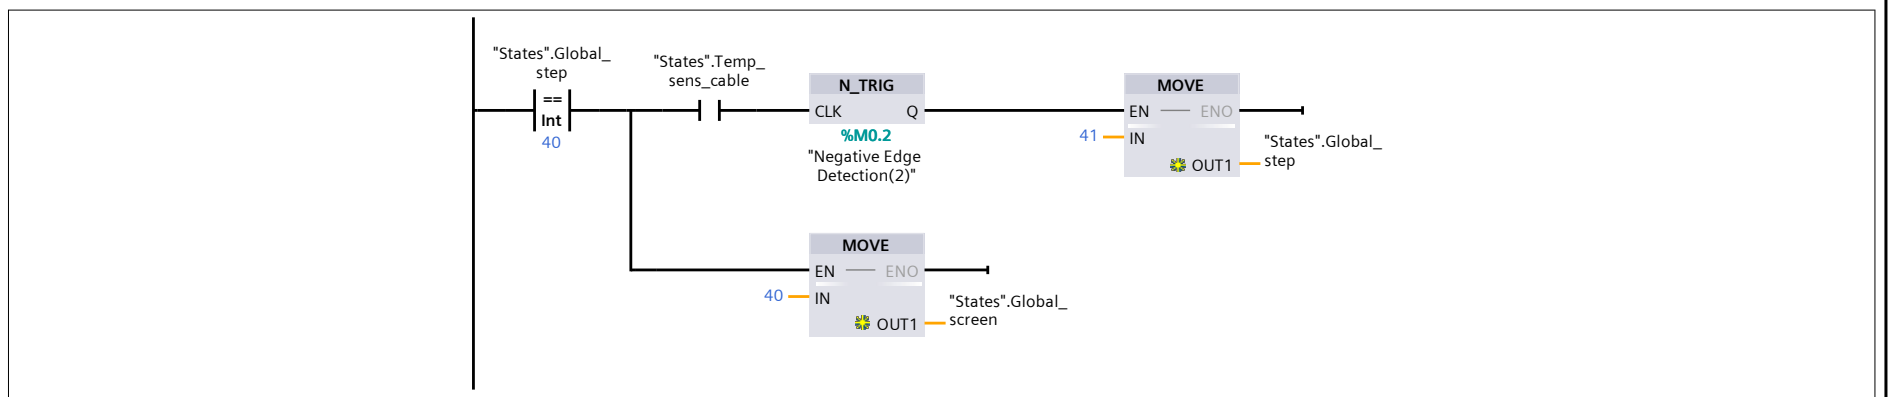 "States".Global_
step
==
Int
40
"States".Temp_
sens_cable
N_TRIG
CLK Q
%M0.2
"Negative Edge
Detection(2)"
MOVE
EN ENO
41 IN
OUT1
"States".Global_
step
MOVE
EN ENO
40 IN
OUT1
"States".Global_
screen